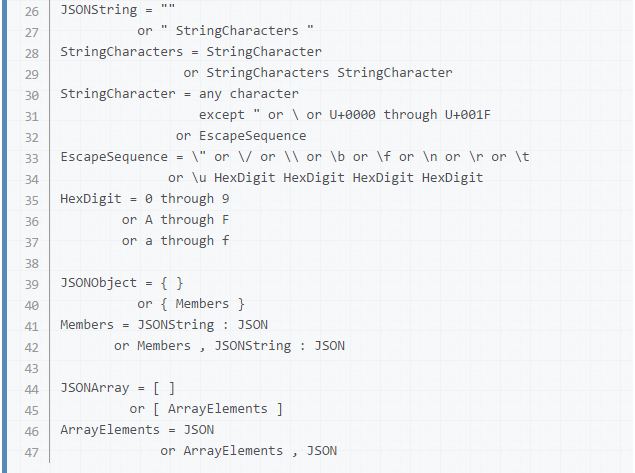 26 JSONString = ""
27           or " StringCharacters "
28 StringCharacters = StringCharacter
29                 or StringCharacters StringCharacter
30 StringCharacter = any character
31                   except " or \ or U+0000 through U+001F
32                or EscapeSequence
33 EscapeSequence = \" or \/ or \\ or \b or \f or \n or \r or \t
34               or \u HexDigit HexDigit HexDigit HexDigit
35 HexDigit = 0 through 9
36         or A through F
37         or a through f
38
39 JSONObject = { }
40           or { Members }
41 Members = JSONString : JSON
42        or Members , JSONString : JSON
43
44 JSONArray = [ ]
45          or [ ArrayElements ]
46 ArrayElements = JSON
47              or ArrayElements , JSON